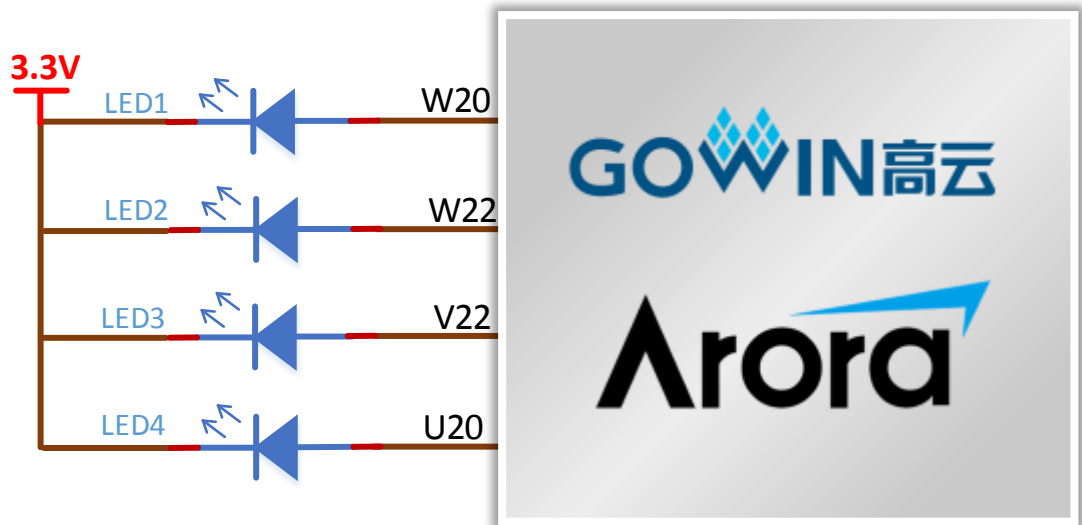 3.3V
LED1
W20
LED2
W22
LED3
V22
LED4
U20
GOWIN高云
Arora